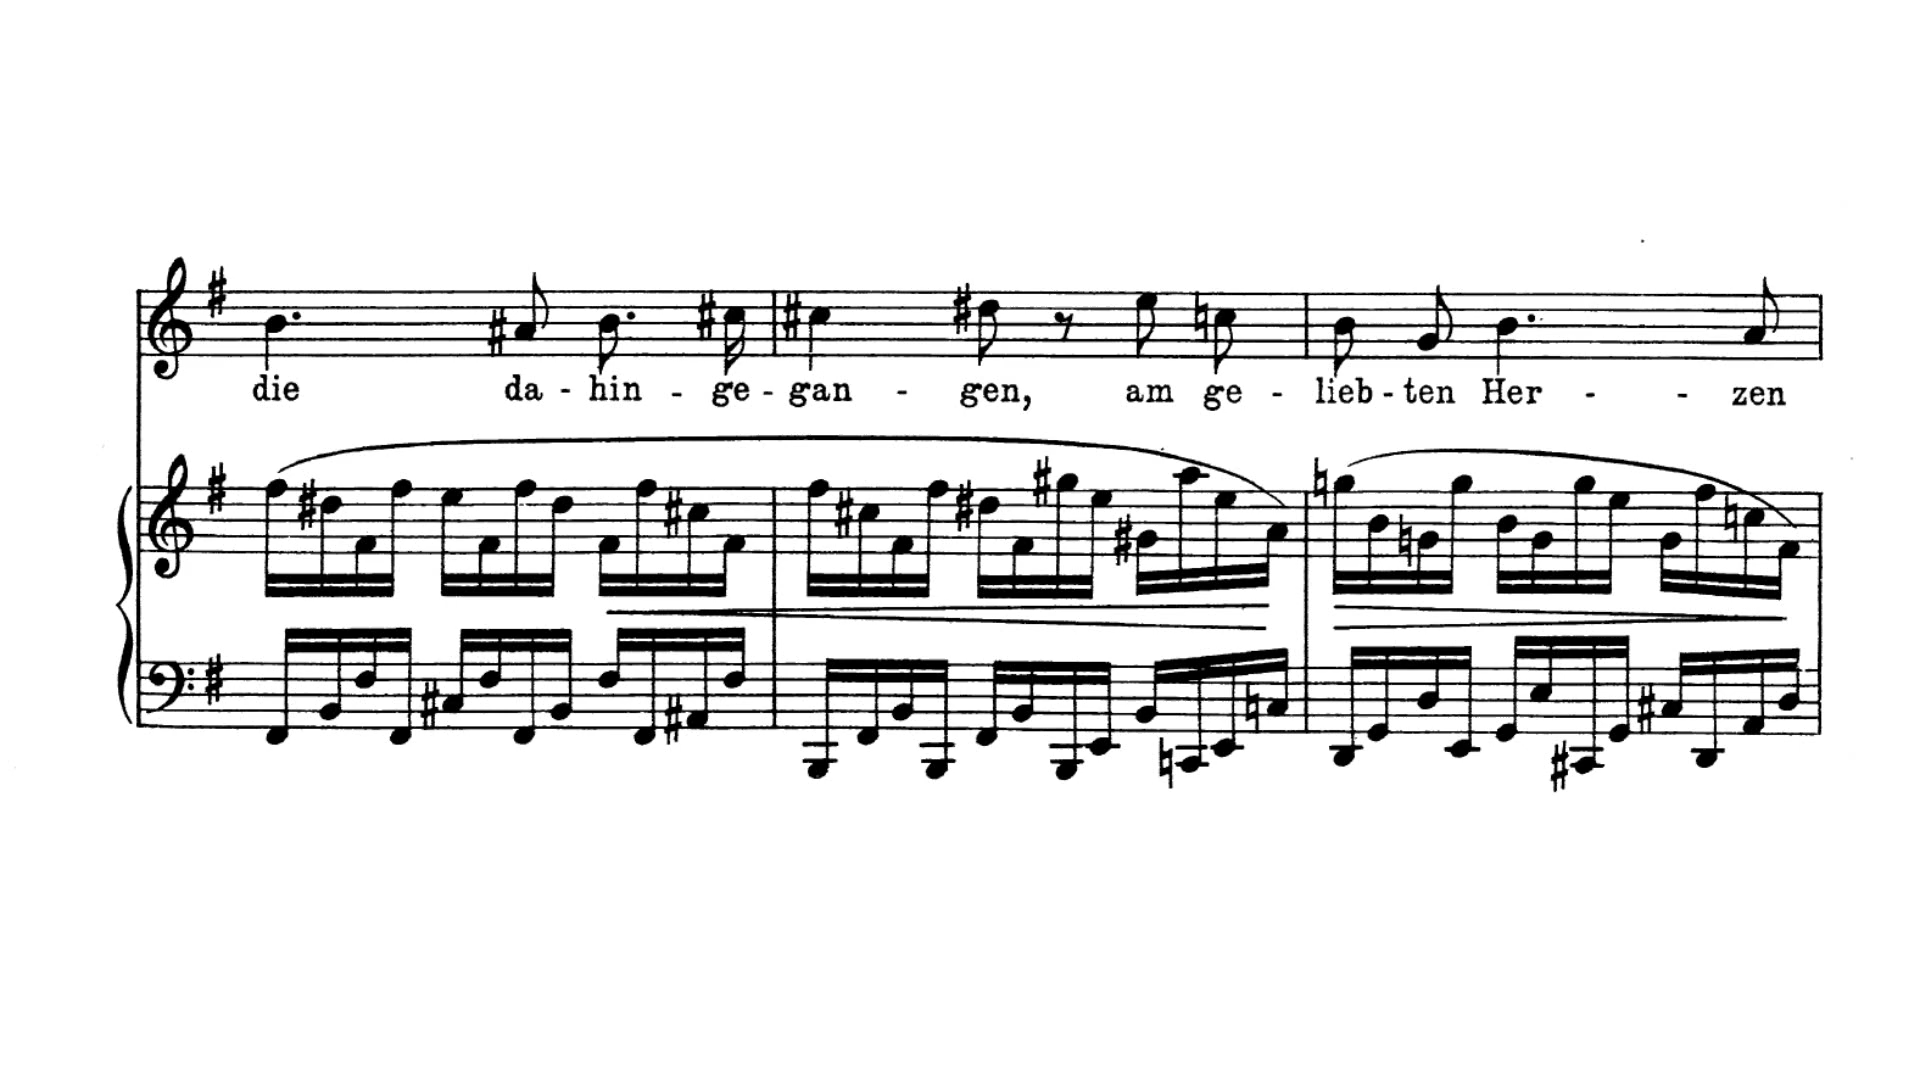 die da - hin - ge - gan - gen, am ge - lieb - ten Her - - zen